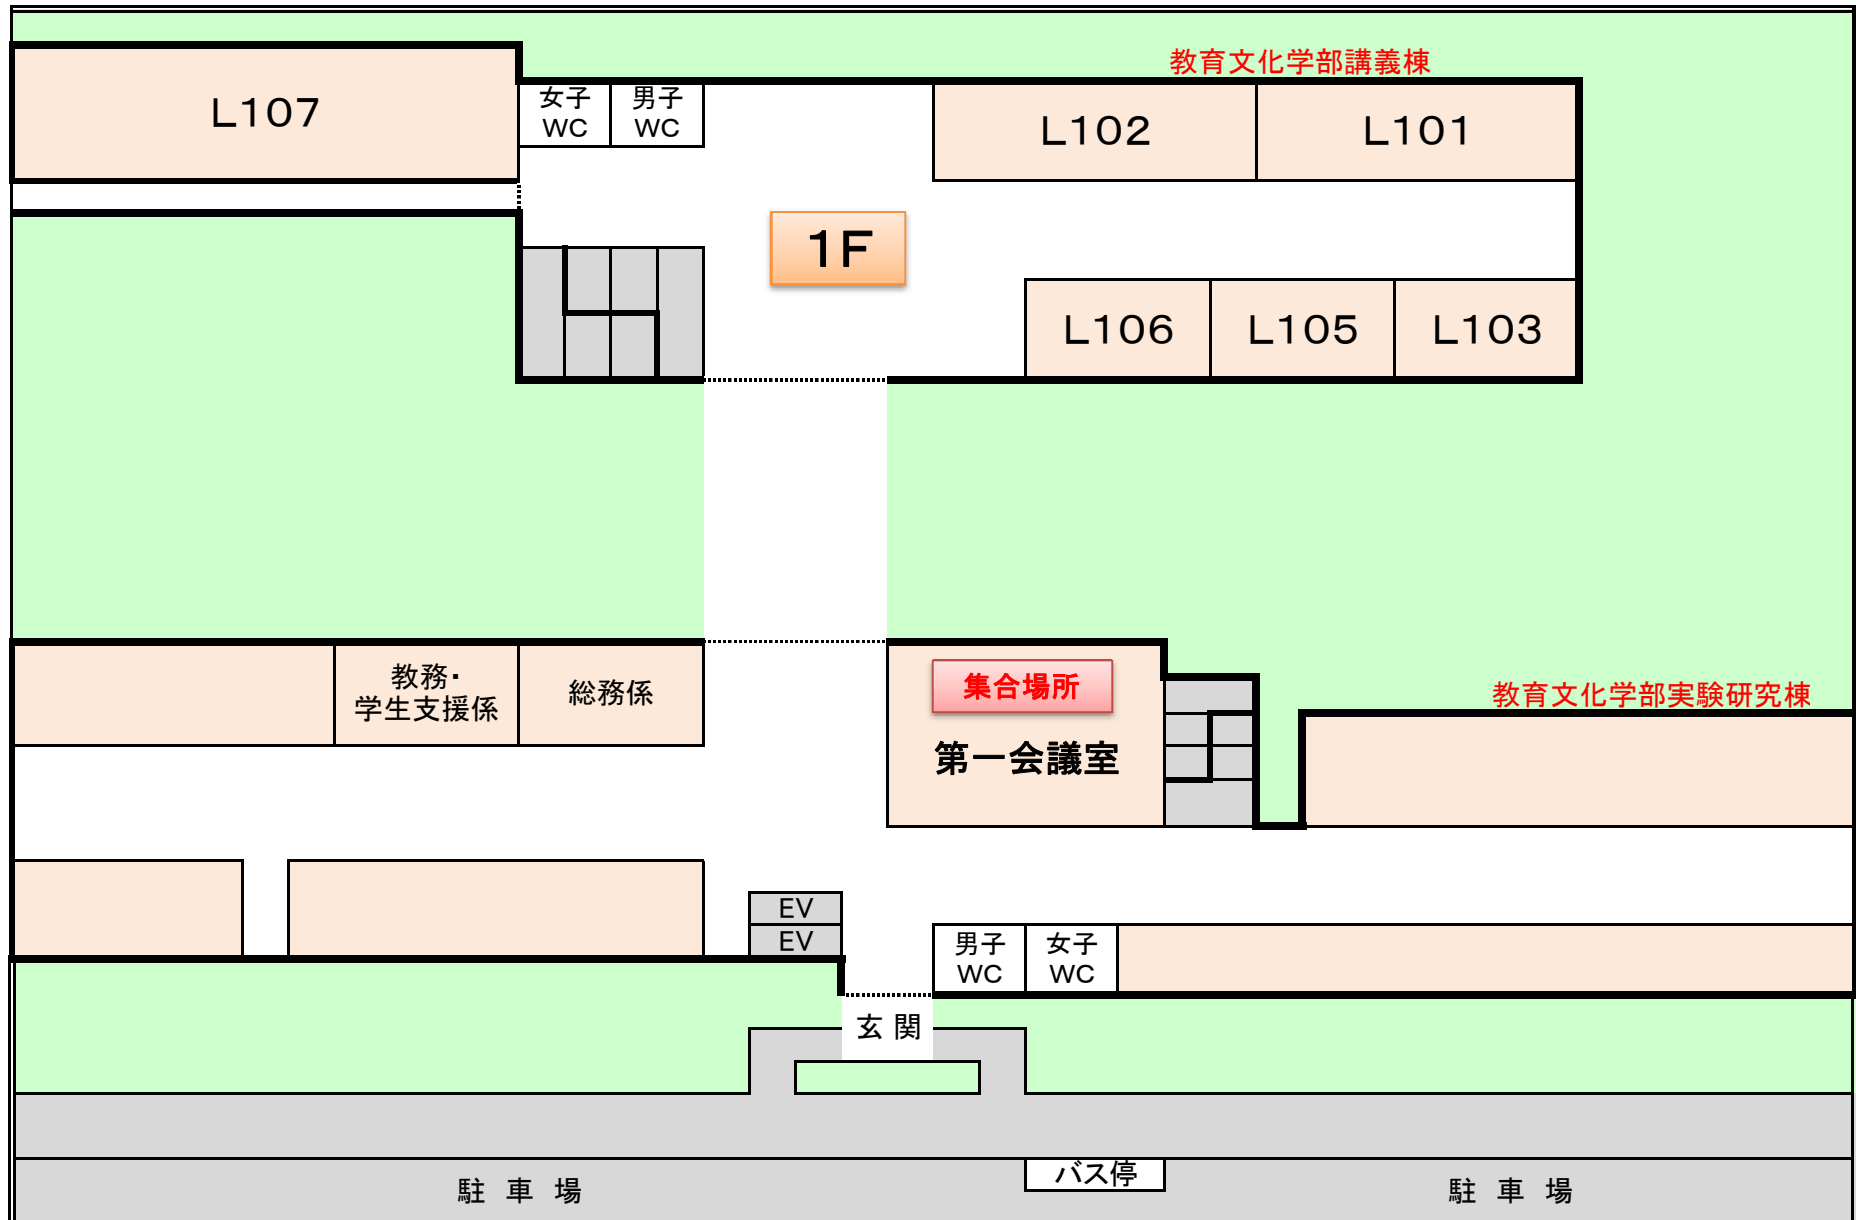 教育文化学部講義棟
L107
女子
WC
男子
WC
L102
L101
1F
L106
L105
L103
教務・
学生支援係
総務係
集合場所
第一会議室
教育文化学部実験研究棟
EV
EV
男子
WC
女子
WC
玄 関
バス停
駐 車 場
駐 車 場